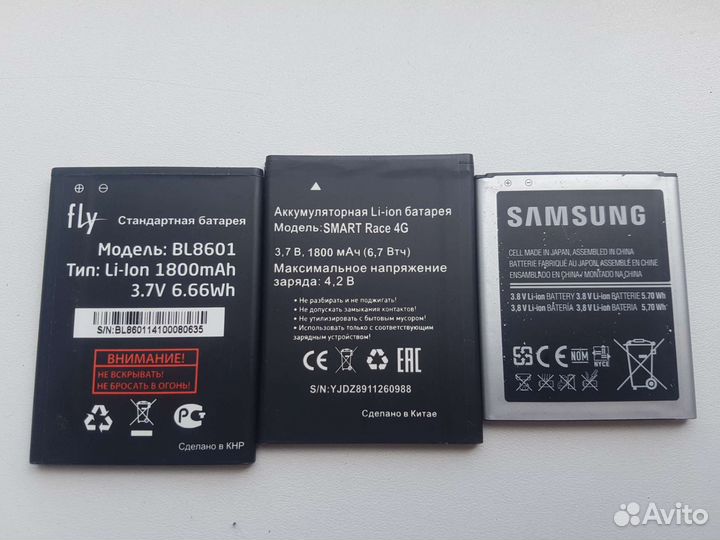 fly Стандартная батарея
Модель: BL8601
Тип: Li-Ion 1800mAh
3.7V 6.66Wh
S/N:BL860114100080635
ВНИМАНИЕ!
НЕ ВСКРЫВАТЬ!
НЕ БРОСАТЬ В ОГОНЬ!
Сделано в КНР
Аккумуляторная Li-ion батарея
Модель:SMART Race 4G
3,7 В, 1800 мАч (6,7 Втч)
Максимальное напряжение
заряда: 4,2 В
• Не разбирать и не поджигать!
• Не допускать замыкания контактов!
• Не утилизировать с бытовым мусором!
• Использовать только с соответствующим
зарядным устройством!
CE EAC
S/N:YJDZ8911260988
Сделано в Китае
SAMSUNG
CELL MADE IN JAPAN, ASSEMBLED IN CHINA
BATTERIE FABRIQUÉE AU JAPON, ASSEMBLÉE EN CHINE
ENSAMBLADO EN CHINA • MONTADO NA CHINA
3.8 V Li-ion BATTERY 3,8 V Li-ion BATTERIE 5.70 Wh
3,8 V Li-ion BATERÍA 3,8 V Li-ion BATERIA 5,70 Wh
CE NOM
NYCE
Avito